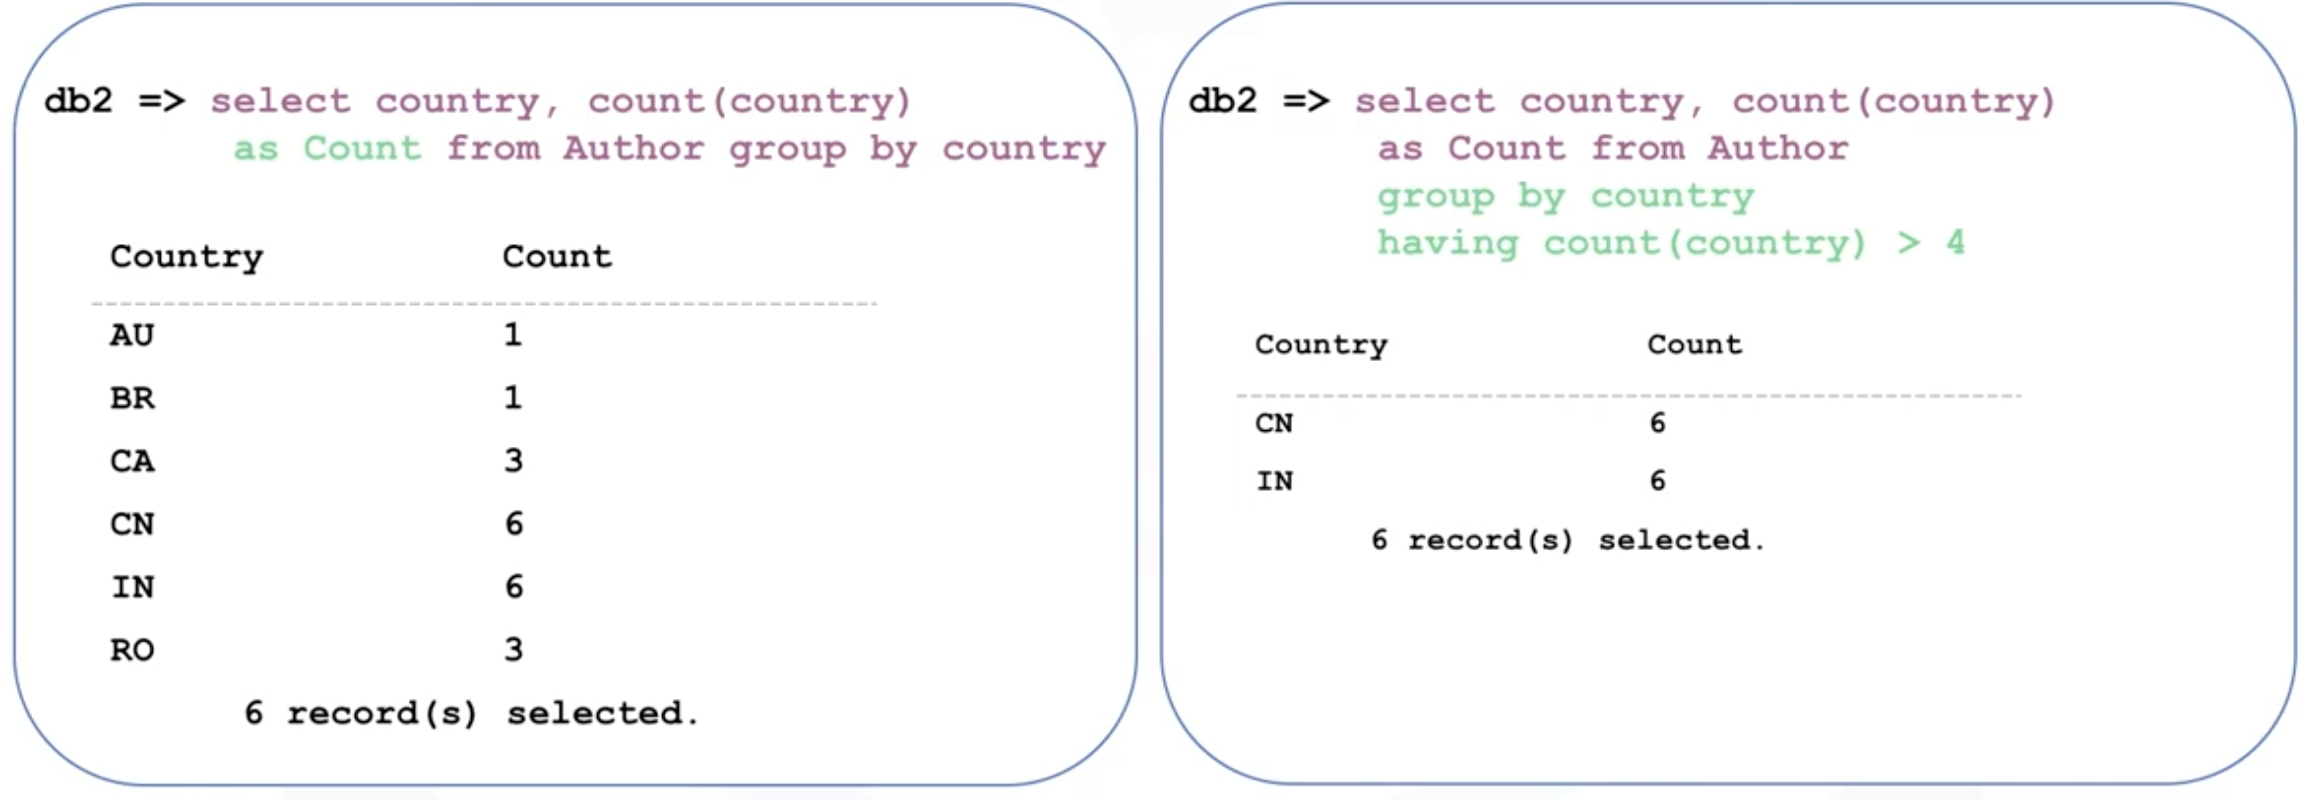 db2 => select country, count(country)
as Count from Author group by country
Country Count
AU 1
BR 1
CA 3
CN 6
IN 6
RO 3
6 record(s) selected.
db2 => select country, count(country)
as Count from Author
group by country
having count(country) > 4
Country Count
CN 6
IN 6
6 record(s) selected.